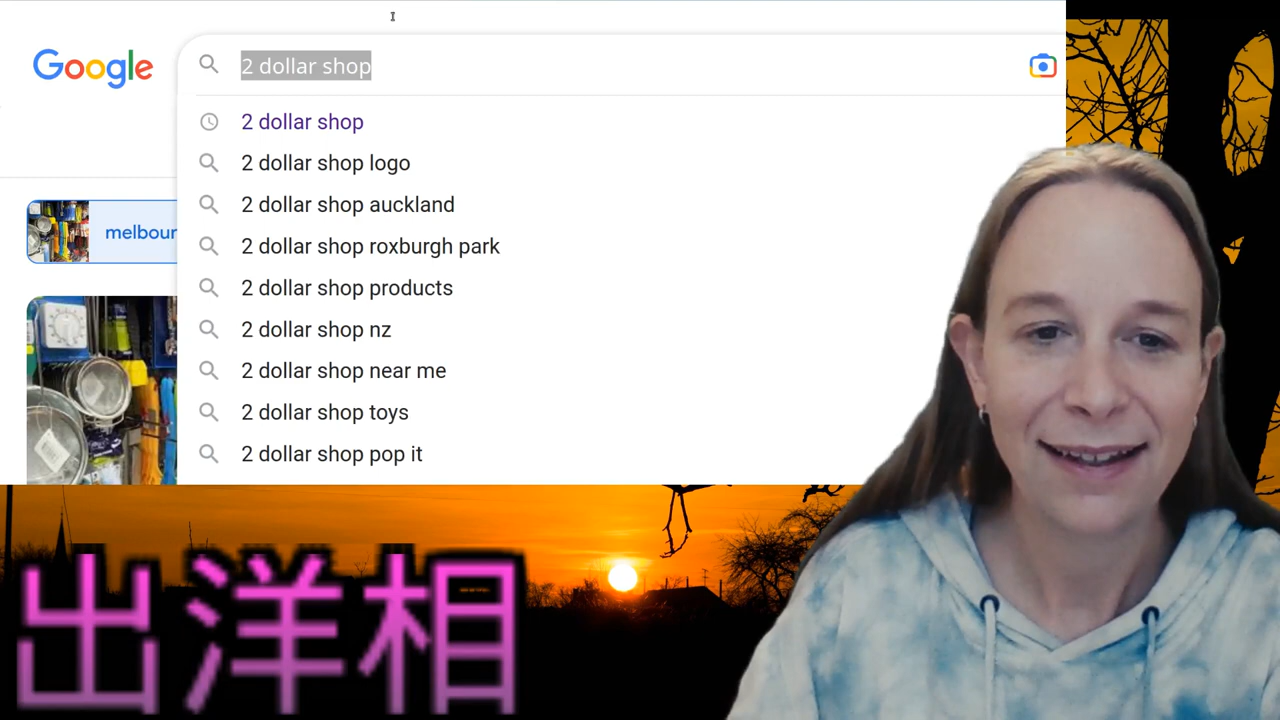 Google
2 dollar shop
2 dollar shop
2 dollar shop logo
2 dollar shop auckland
2 dollar shop roxburgh park
2 dollar shop products
2 dollar shop nz
2 dollar shop near me
2 dollar shop toys
2 dollar shop pop it
melbour
出洋相